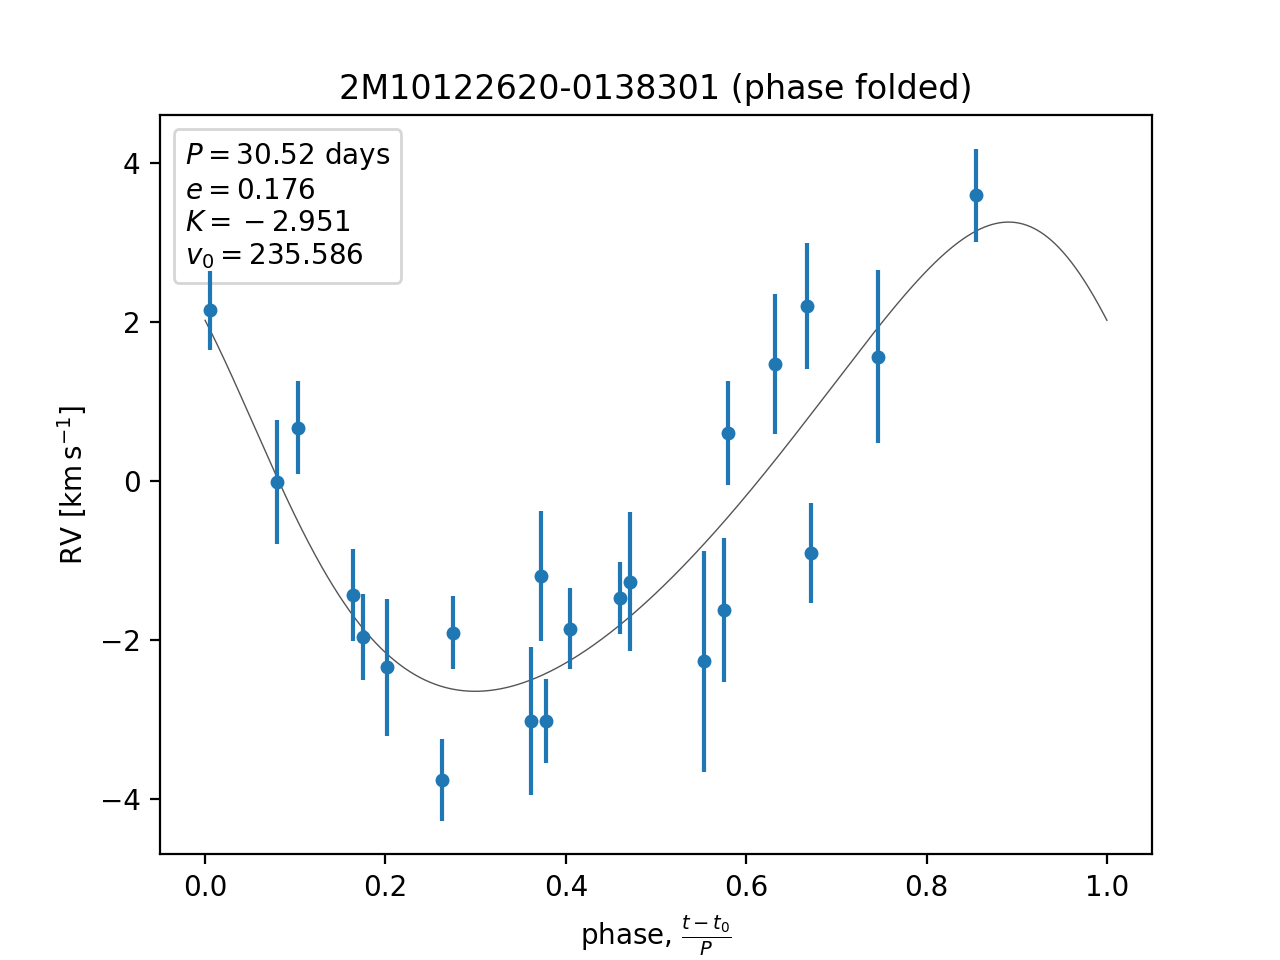 2M10122620-0138301 (phase folded)
P = 30.52 days
e = 0.176
K = −2.951
v₀ = 235.586
4
2
0
−2
−4
RV [km s⁻¹]
0.0 0.2 0.4 0.6 0.8 1.0
phase, (t − t₀)/P